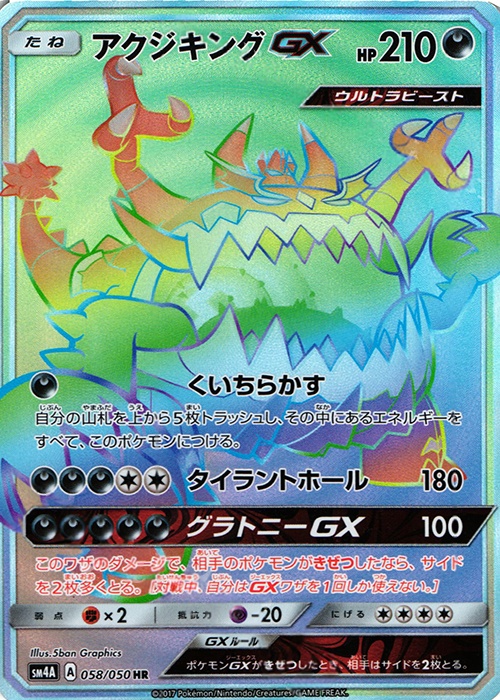 たね アクジキングGX HP210
ウルトラビースト
くいちらかす
自分の山札を上から5枚トラッシュし、その中にあるエネルギーを
すべて、このポケモンにつける。
タイラントホール 180
グラトニーGX 100
このワザのダメージで、相手のポケモンがきぜつしたなら、サイド
を2枚多くとる。[対戦中、自分はGXワザを1回しか使えない。]
弱点 ×2 抵抗力 -20 にげる
Illus.5ban Graphics
GXルール
ポケモンGXがきぜつしたとき、相手はサイドを2枚とる。
SM4A A 058/050 HR
©2017 Pokémon/Nintendo/Creatures/GAME FREAK.